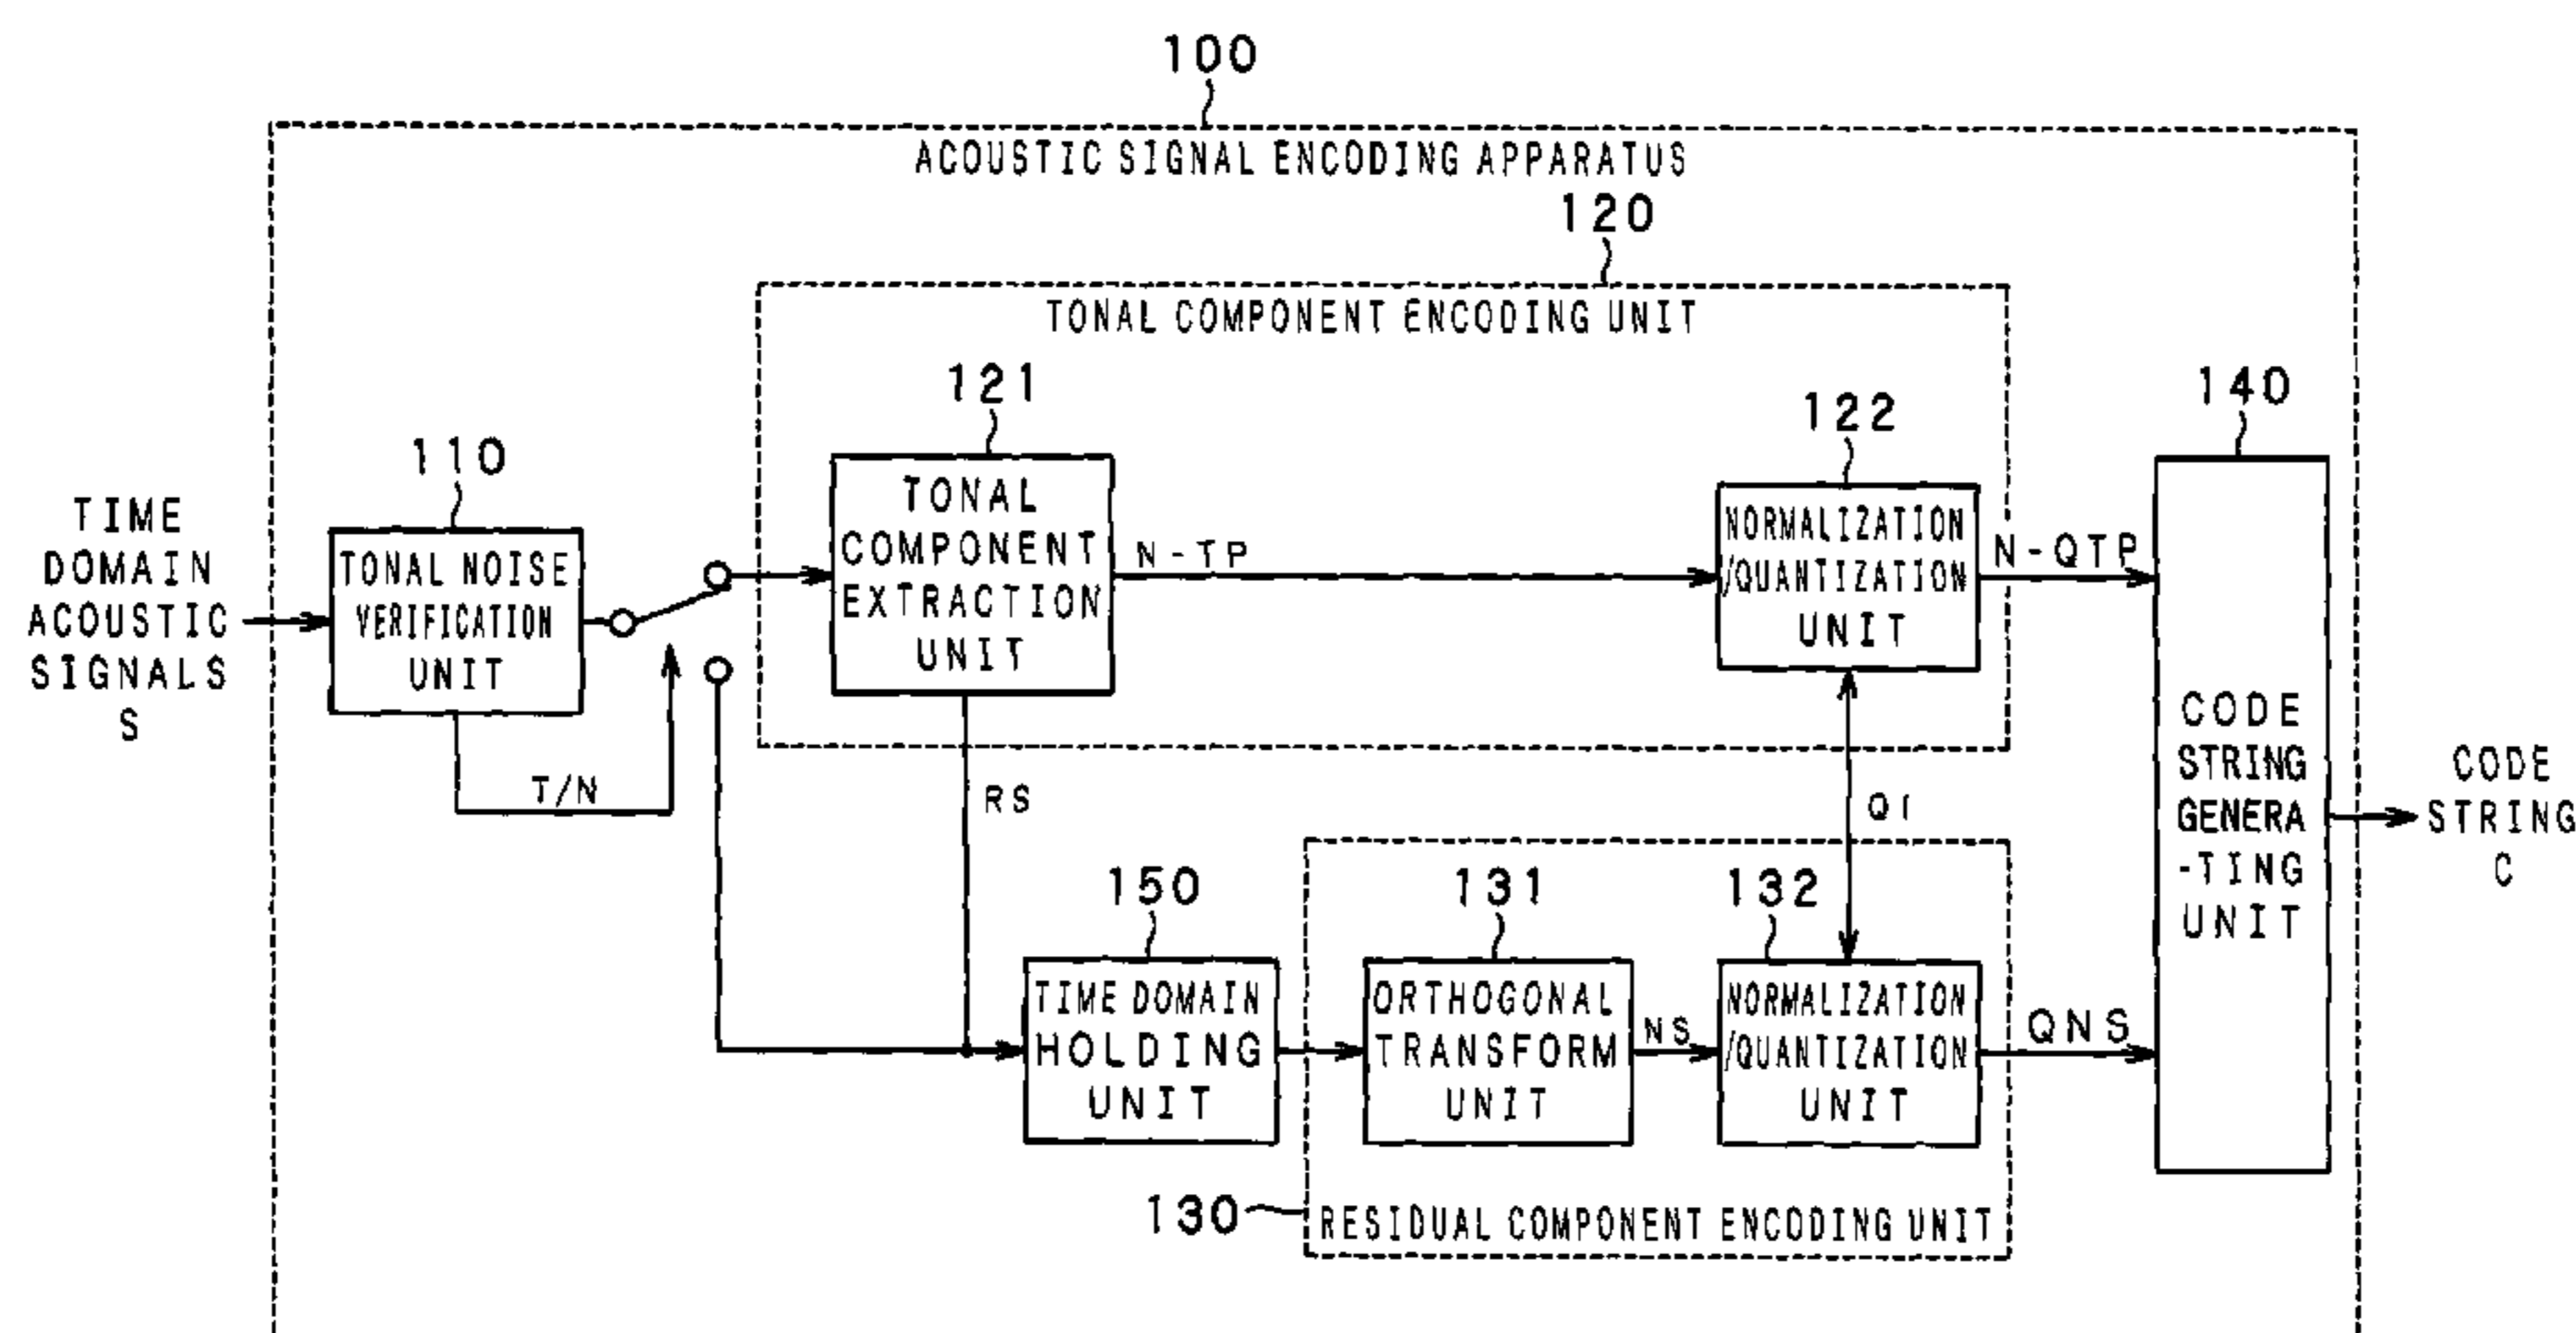 100
ACOUSTIC SIGNAL ENCODING APPARATUS
120
TONAL COMPONENT ENCODING UNIT
121
122
140
110
TIME
DOMAIN
ACOUSTIC
SIGNALS
S
TONAL NOISE
VERIFICATION
UNIT
T/N
TONAL
COMPONENT
EXTRACTION
UNIT
N-TP
NORMALIZATION
/QUANTIZATION
UNIT
N-QTP
RS
QI
CODE
STRING
GENERA
-TING
UNIT
CODE
STRING
C
150
131
132
TIME DOMAIN
HOLDING
UNIT
ORTHOGONAL
TRANSFORM
UNIT
NS
NORMALIZATION
/QUANTIZATION
UNIT
QNS
130
RESIDUAL COMPONENT ENCODING UNIT